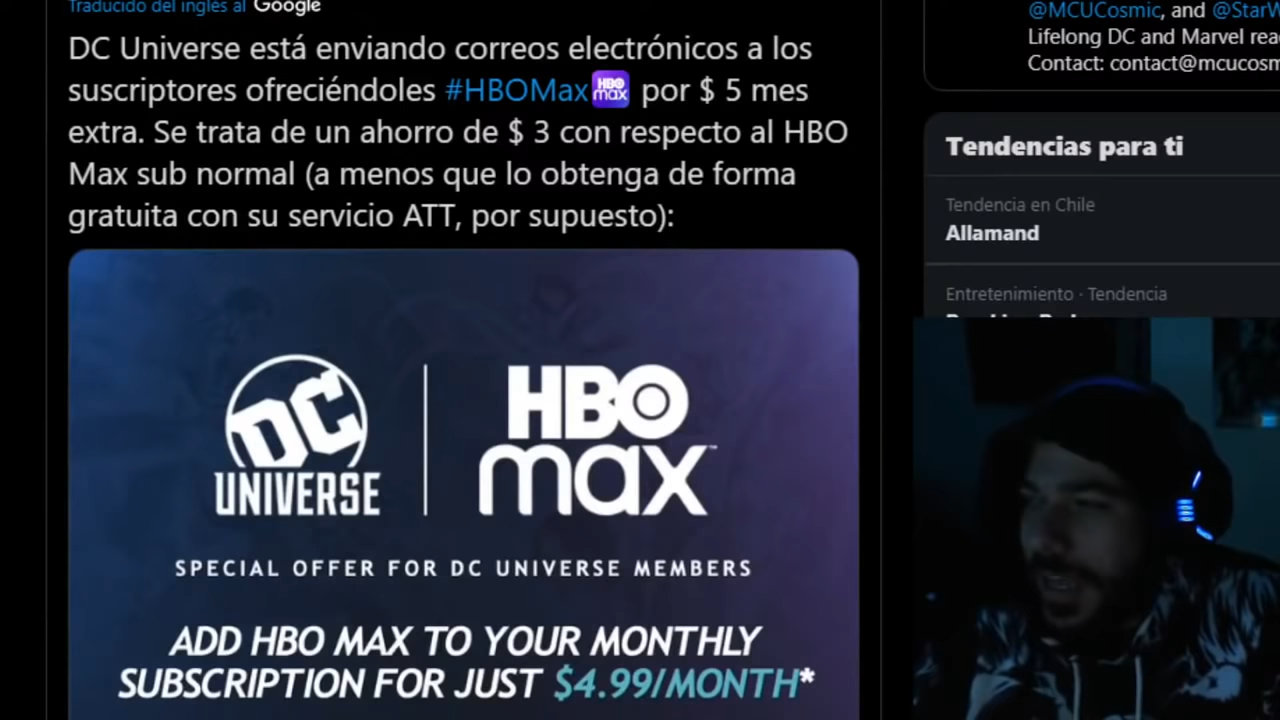 Traducido del inglés al Google
DC Universe está enviando correos electrónicos a los
suscriptores ofreciéndoles #HBOMax HBO max por $ 5 mes
extra. Se trata de un ahorro de $ 3 con respecto al HBO
Max sub normal (a menos que lo obtenga de forma
gratuita con su servicio ATT, por supuesto):
DC UNIVERSE
HBO max™
SPECIAL OFFER FOR DC UNIVERSE MEMBERS
ADD HBO MAX TO YOUR MONTHLY
SUBSCRIPTION FOR JUST $4.99/MONTH*
@MCUCosmic, and @StarW
Lifelong DC and Marvel rea
Contact: contact@mcucosm
Tendencias para ti
Tendencia en Chile
Allamand
Entretenimiento · Tendencia